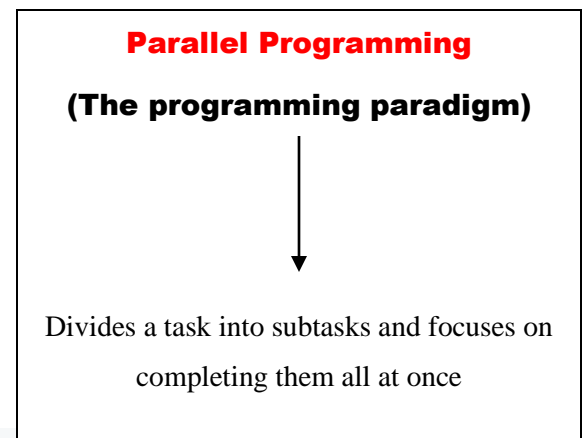 Parallel Programming
(The programming paradigm)
Divides a task into subtasks and focuses on
completing them all at once